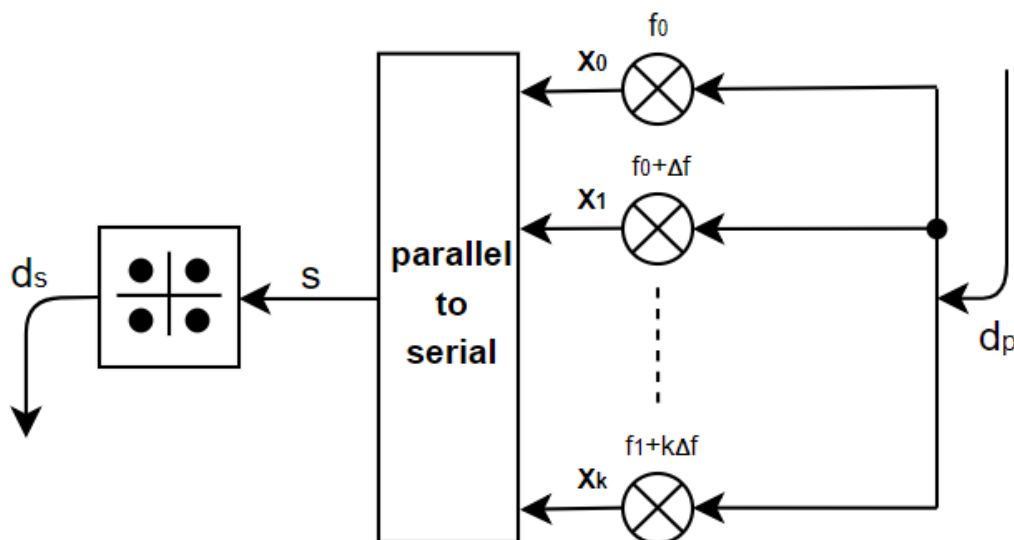 f0
x0
f0+Δf
x1
parallel
to
serial
s
ds
dp
f1+kΔf
xk